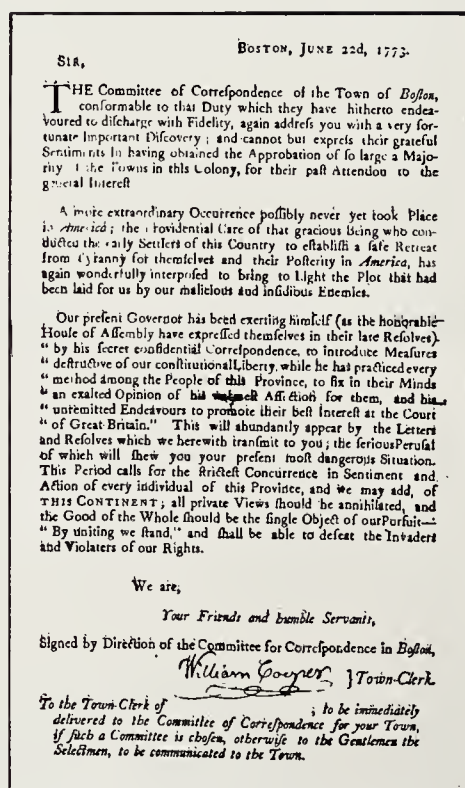 BOSTON, JUNE 22d, 1773.
SIR,
THE Committee of Correſpondence of the Town of Boſton,
conformable to that Duty which they have hitherto endea-
voured to diſcharge with Fidelity, again addreſs you with a very for-
tunate Important Diſcovery; and cannot but expreſs their grateful
Sentiments in having obtained the Approbation of ſo large a Majo-
rity of the Towns in this Colony, for their paſt Attention to the
general Intereſt
A more extraordinary Occurrence poſſibly never yet took Place
in America; the Providential Care of that gracious Being who con-
ducted the early Settlers of this Country to eſtabliſh a ſafe Retreat
from Tyranny for themſelves and their Poſterity in America, has
again wonderfully interpoſed to bring to Light the Plot that had
been laid for us by our malicious and inſidious Enemies.
Our preſent Governor has been exerting himſelf (as the honorable
Houſe of Aſſembly have expreſſed themſelves in their late Reſolves)
" by his ſecret confidential Correſpondence, to introduce Meaſures
" deſtructive of our conſtitutional Liberty, while he has practiced every
" method among the People of this Province, to fix in their Minds
" an exalted Opinion of his Affection for them, and his
" unremitted Endeavours to promote their beſt Intereſt at the Court
" of Great-Britain." This will abundantly appear by the Letters
and Reſolves which we herewith tranſmit to you; the ſerious Peruſal
of which will ſhew you your preſent moſt dangerous Situation.
This Period calls for the ſtricteſt Concurrence in Sentiment and
Action of every individual of this Province, and we may add, of
THIS CONTINENT; all private Views ſhould be annihilated, and
the Good of the Whole ſhould be the ſingle Object of our Purſuit—
" By uniting we ſtand," and ſhall be able to defeat the Invaders
and Violaters of our Rights.
We are,
Your Friends and humble Servants,
Signed by Direction of the Committee for Correſpondence in Boſton,
William Cooper } Town-Clerk
To the Town-Clerk of ; to be immediately
delivered to the Committee of Correſpondence for your Town,
if ſuch a Committee is choſen, otherwiſe to the Gentlemen the
Selectmen, to be communicated to the Town.